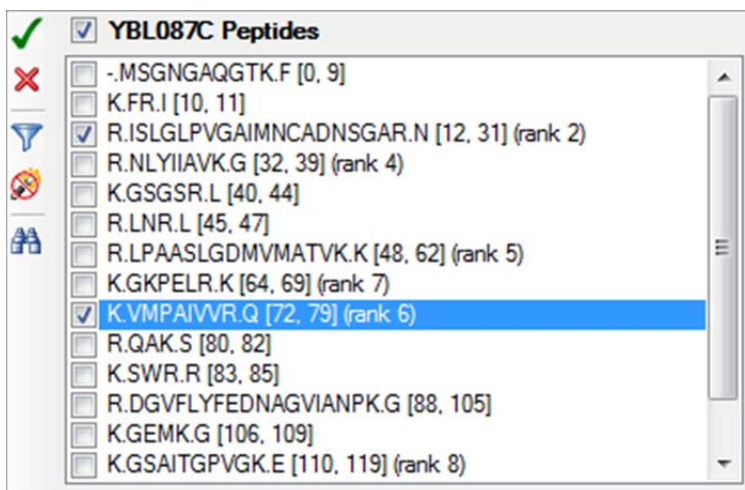 YBL087C Peptides
-.MSGNGAQGTK.F [0, 9]
K.FR.I [10, 11]
R.ISLGLPVGAIMNCADNSGAR.N [12, 31] (rank 2)
R.NLYIIAVK.G [32, 39] (rank 4)
K.GSGSR.L [40, 44]
R.LNR.L [45, 47]
R.LPAASLGDMVMATVK.K [48, 62] (rank 5)
K.GKPELR.K [64, 69] (rank 7)
K.VMPAIVVR.Q [72, 79] (rank 6)
R.QAK.S [80, 82]
K.SWR.R [83, 85]
R.DGVFLYFEDNAGVIANPK.G [88, 105]
K.GEMK.G [106, 109]
K.GSAITGPVGK.E [110, 119] (rank 8)